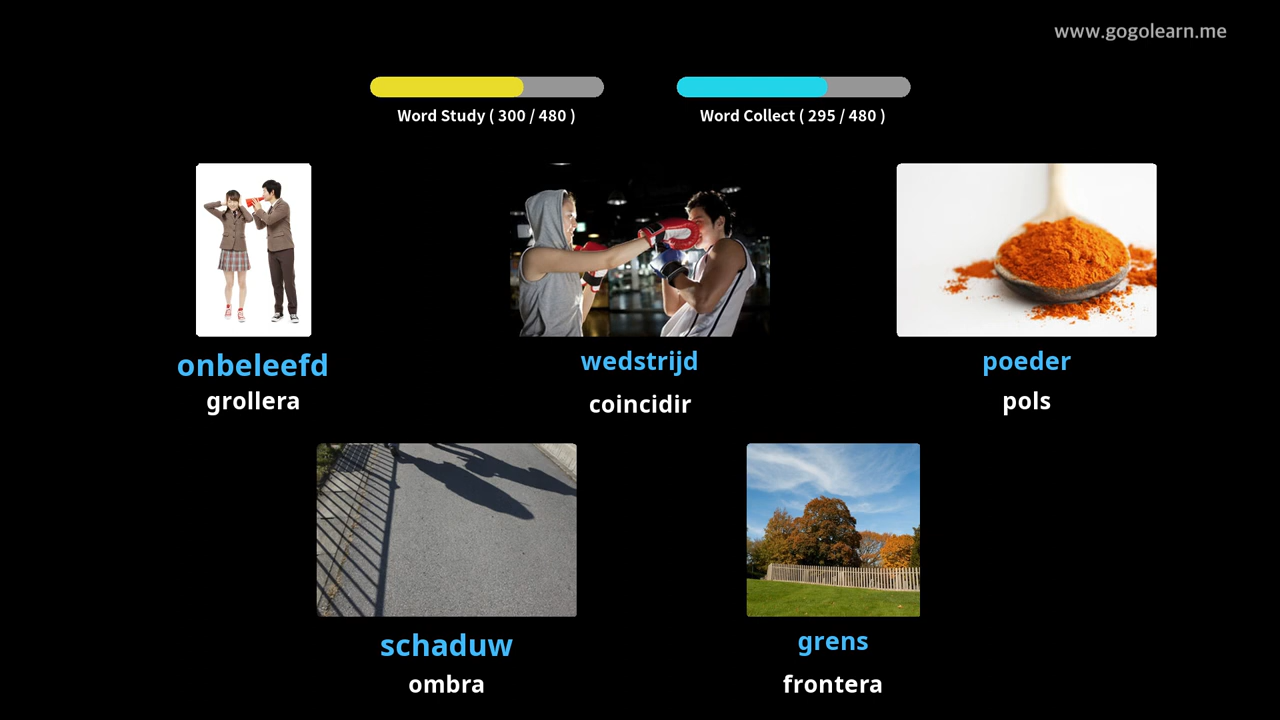 www.gogolearn.me
Word Study ( 300 / 480 )
Word Collect ( 295 / 480 )
onbeleefd
grollera
wedstrijd
coincidir
poeder
pols
schaduw
ombra
grens
frontera